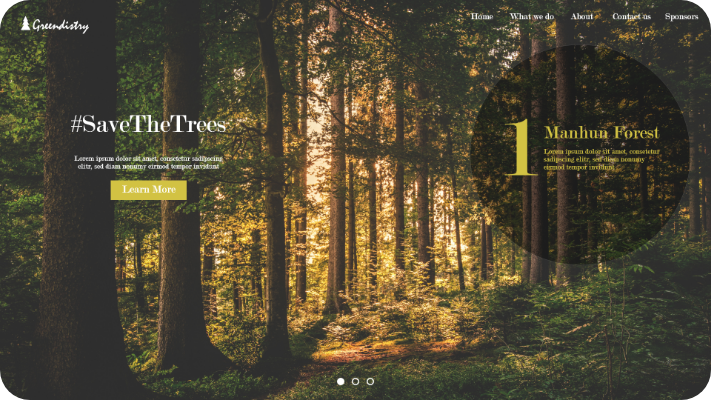 Greendistry
Home What we do About Contact us Sponsors
#SaveTheTrees
Lorem ipsum dolor sit amet, consetetur sadipscing
elitr, sed diam nonumy eirmod tempor invidunt
Learn More
1
Manhun Forest
Lorem ipsum dolor sit amet, consetetur
sadipscing elitr, sed diam nonumy
eirmod tempor invidunt